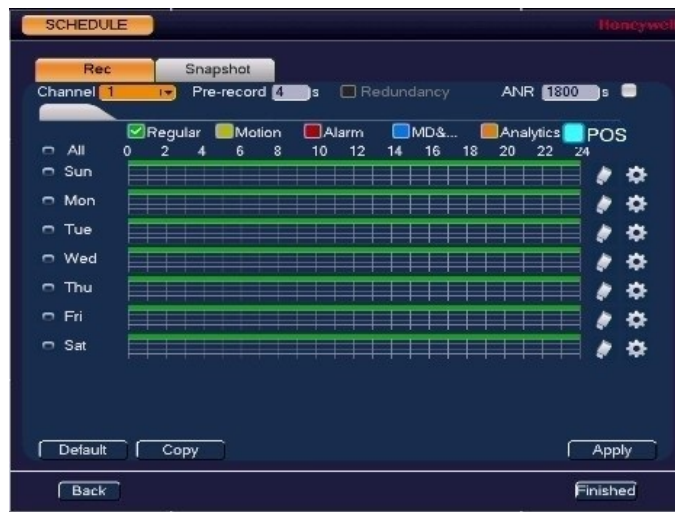 SCHEDULE
Honeywell
Rec Snapshot
Channel 1 Pre-record 4 s Redundancy ANR 1800 s
Regular Motion Alarm MD&... Analytics POS
All 0 2 4 6 8 10 12 14 16 18 20 22 24
Sun
Mon
Tue
Wed
Thu
Fri
Sat
Default Copy Apply
Back Finished